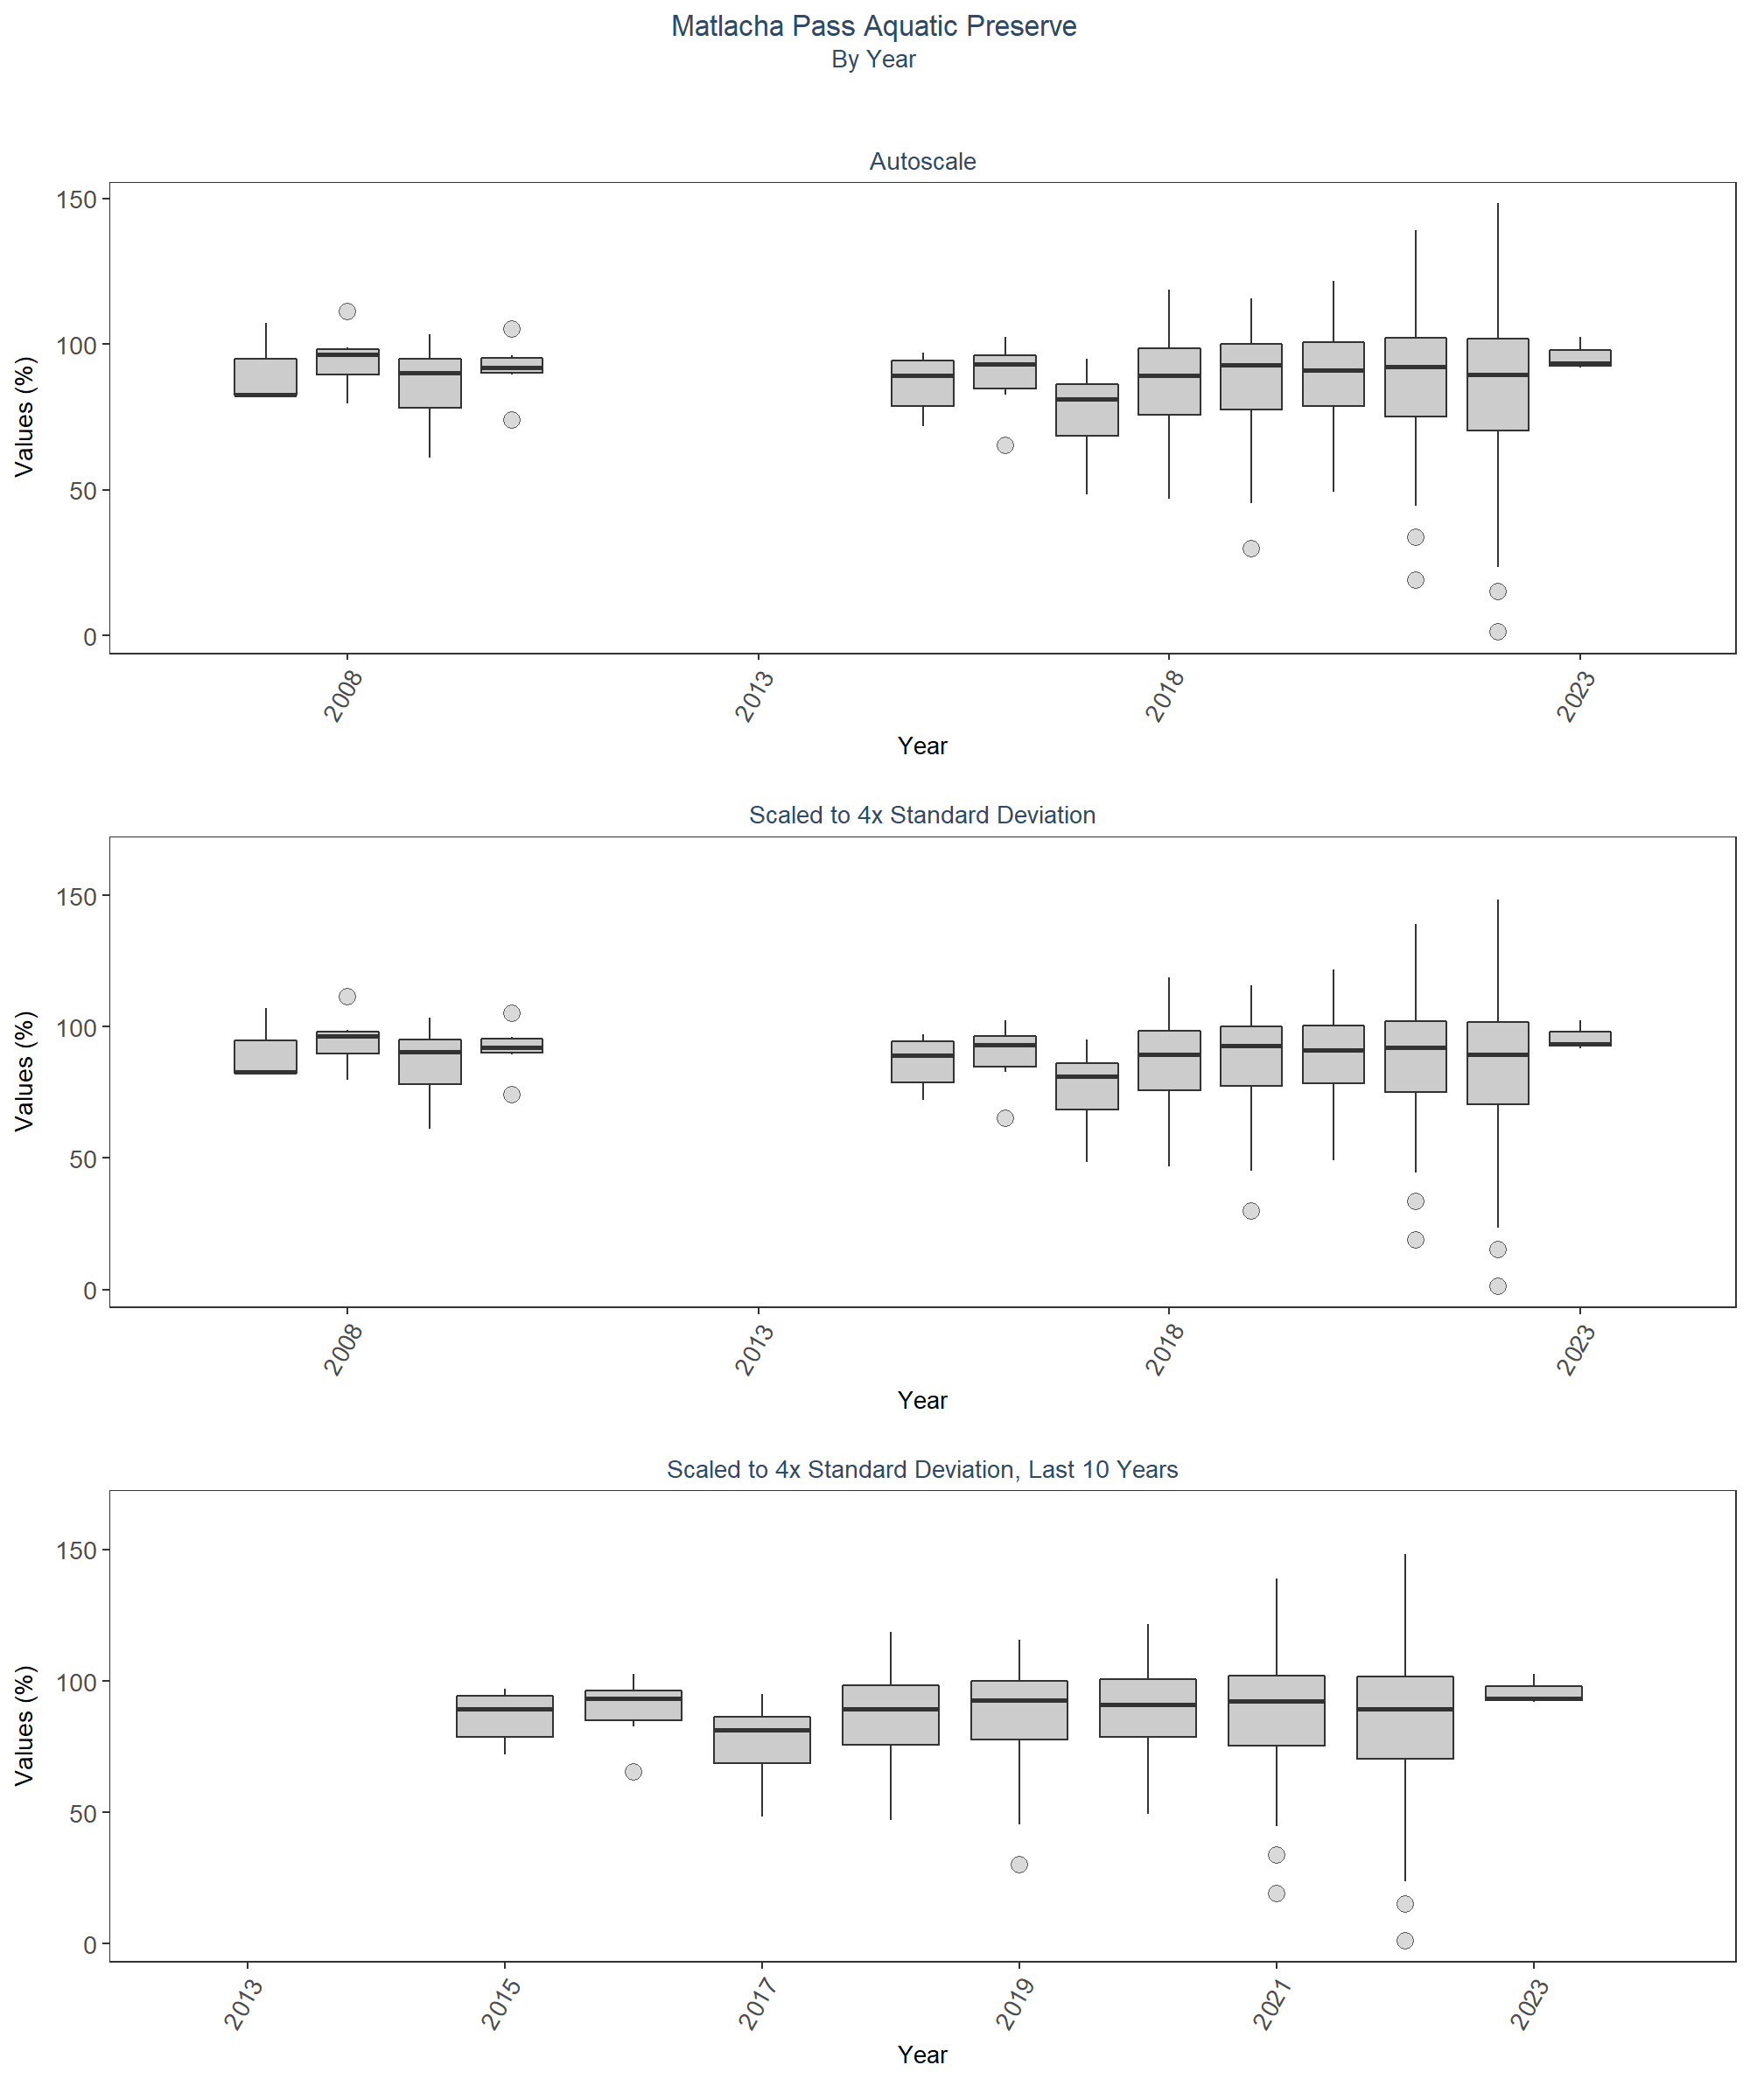 Matlacha Pass Aquatic Preserve
By Year
Autoscale
Values (%)
150
100
50
0
2008
2013
2018
2023
Year
Scaled to 4x Standard Deviation
Values (%)
150
100
50
0
2008
2013
2018
2023
Year
Scaled to 4x Standard Deviation, Last 10 Years
Values (%)
150
100
50
0
2013
2015
2017
2019
2021
2023
Year